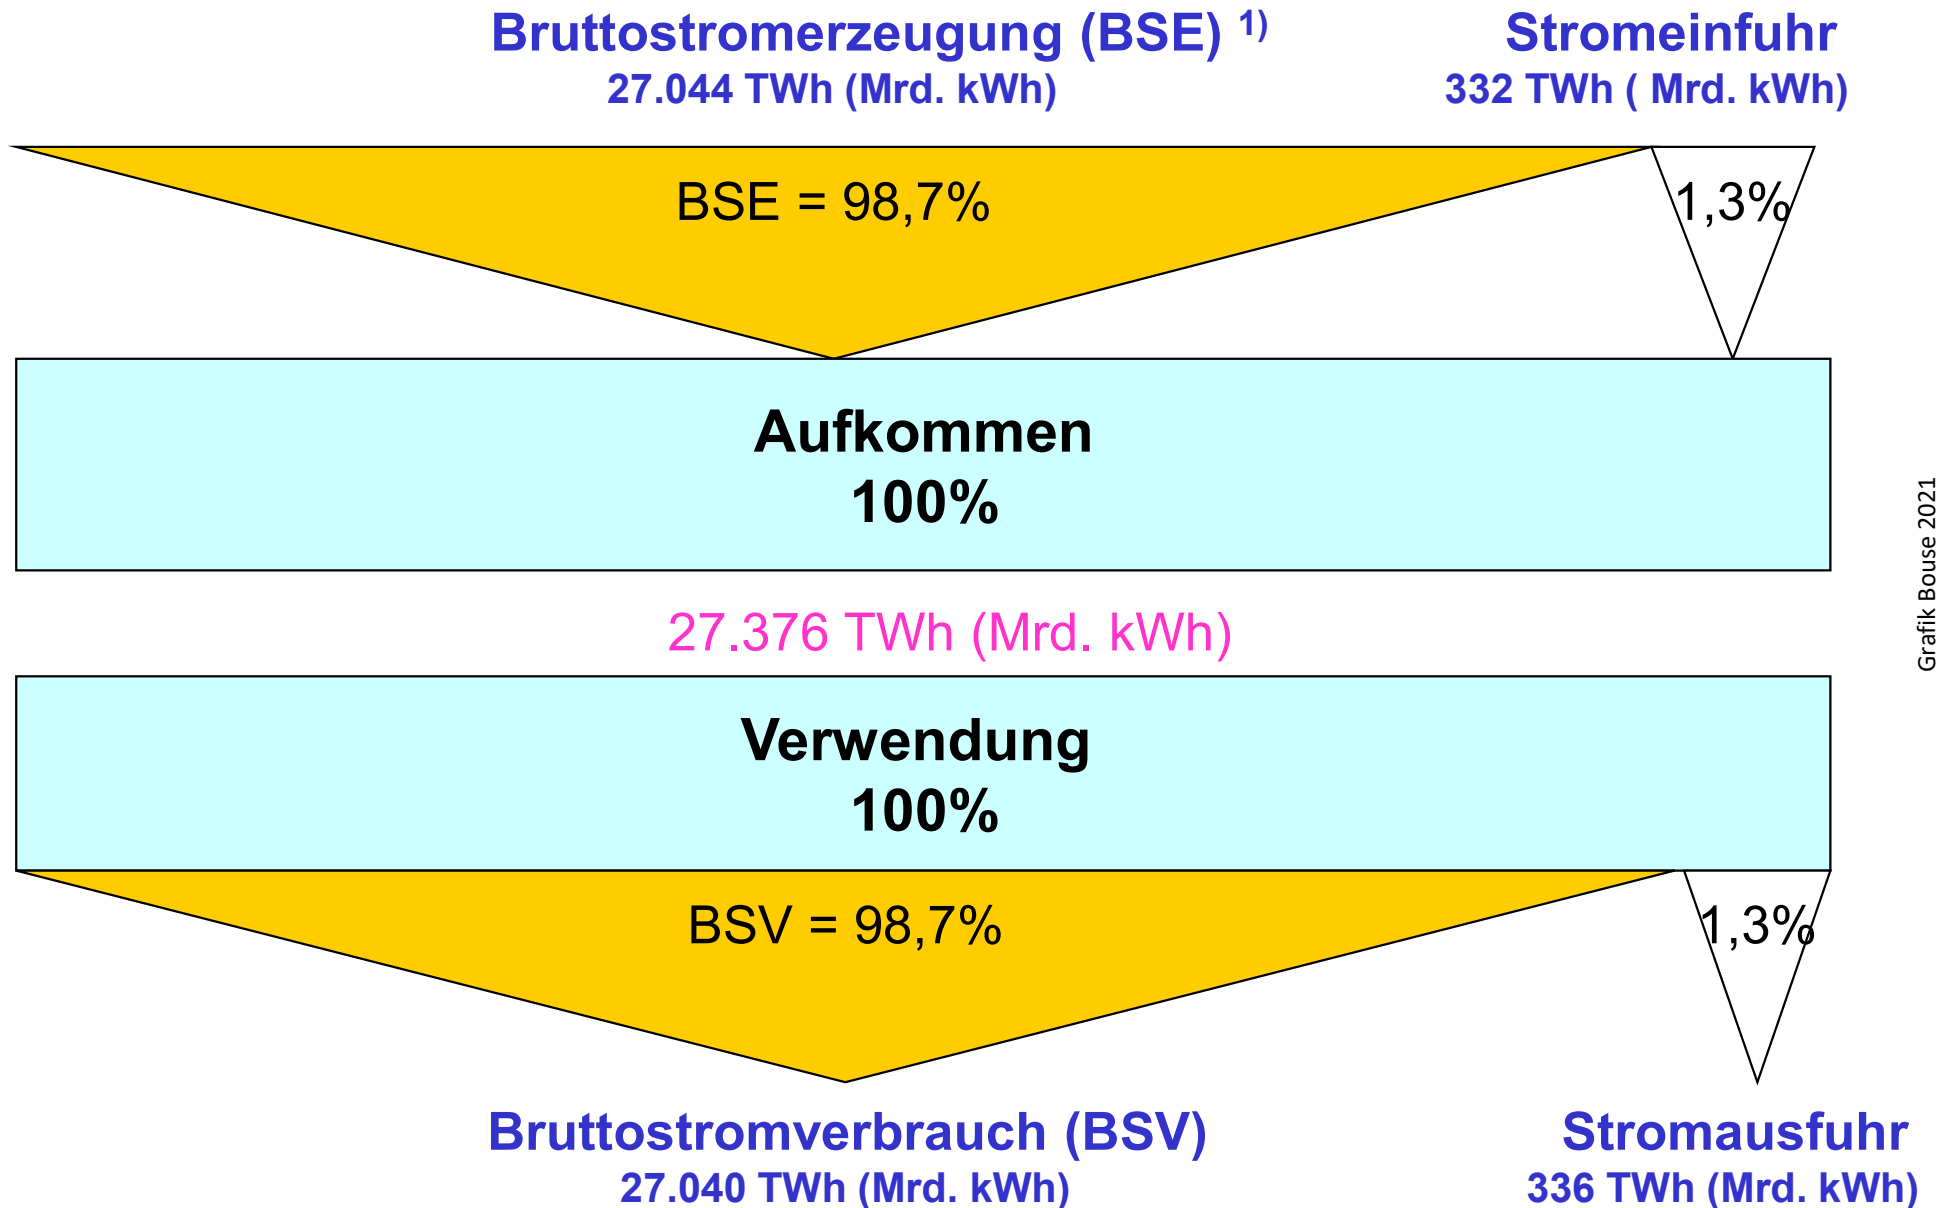 Bruttostromerzeugung (BSE) 1)
27.044 TWh (Mrd. kWh)
Stromeinfuhr
332 TWh ( Mrd. kWh)
BSE = 98,7%
1,3%
Aufkommen
100%
27.376 TWh (Mrd. kWh)
Verwendung
100%
BSV = 98,7%
1,3%
Bruttostromverbrauch (BSV)
27.040 TWh (Mrd. kWh)
Stromausfuhr
336 TWh (Mrd. kWh)
Grafik Bouse 2021